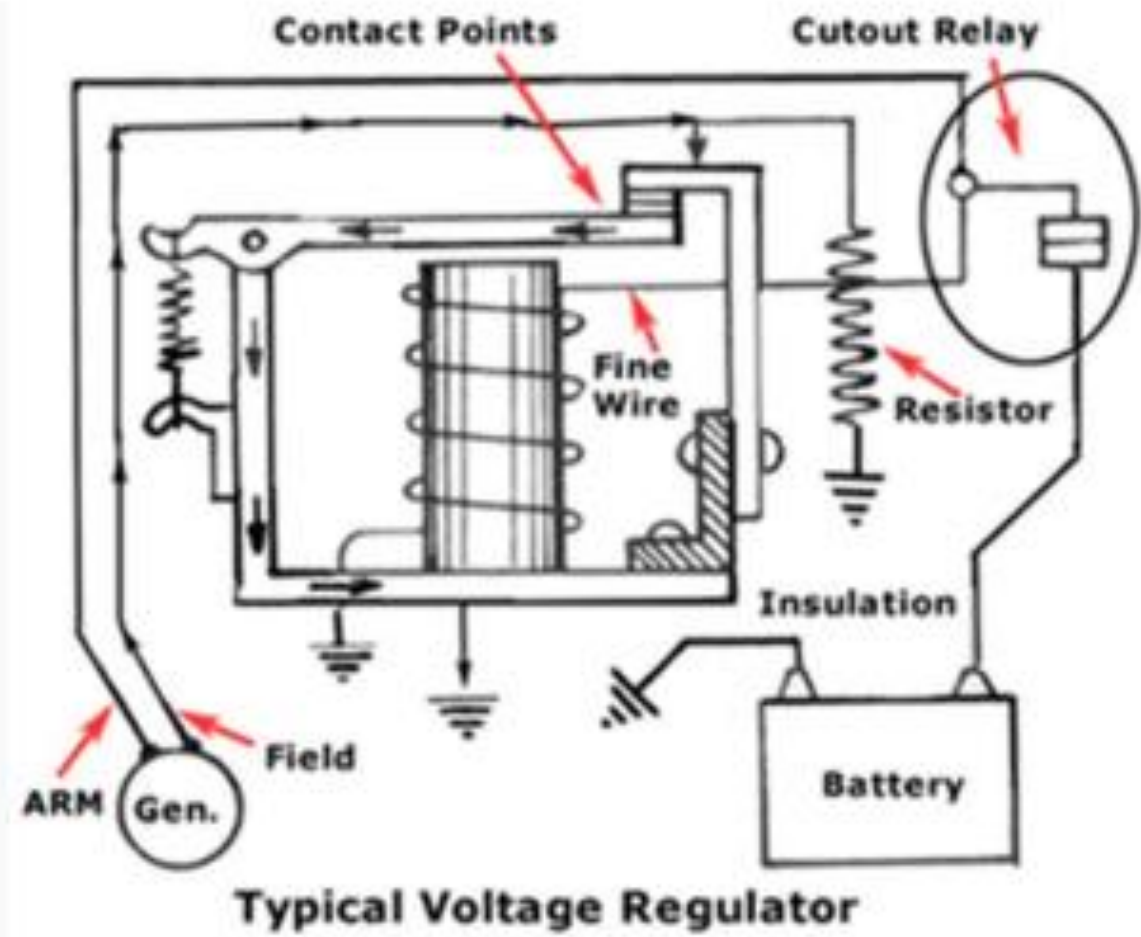 Contact Points
Cutout Relay
Fine
Wire
Resistor
Insulation
Field
ARM
Gen.
Battery
Typical Voltage Regulator